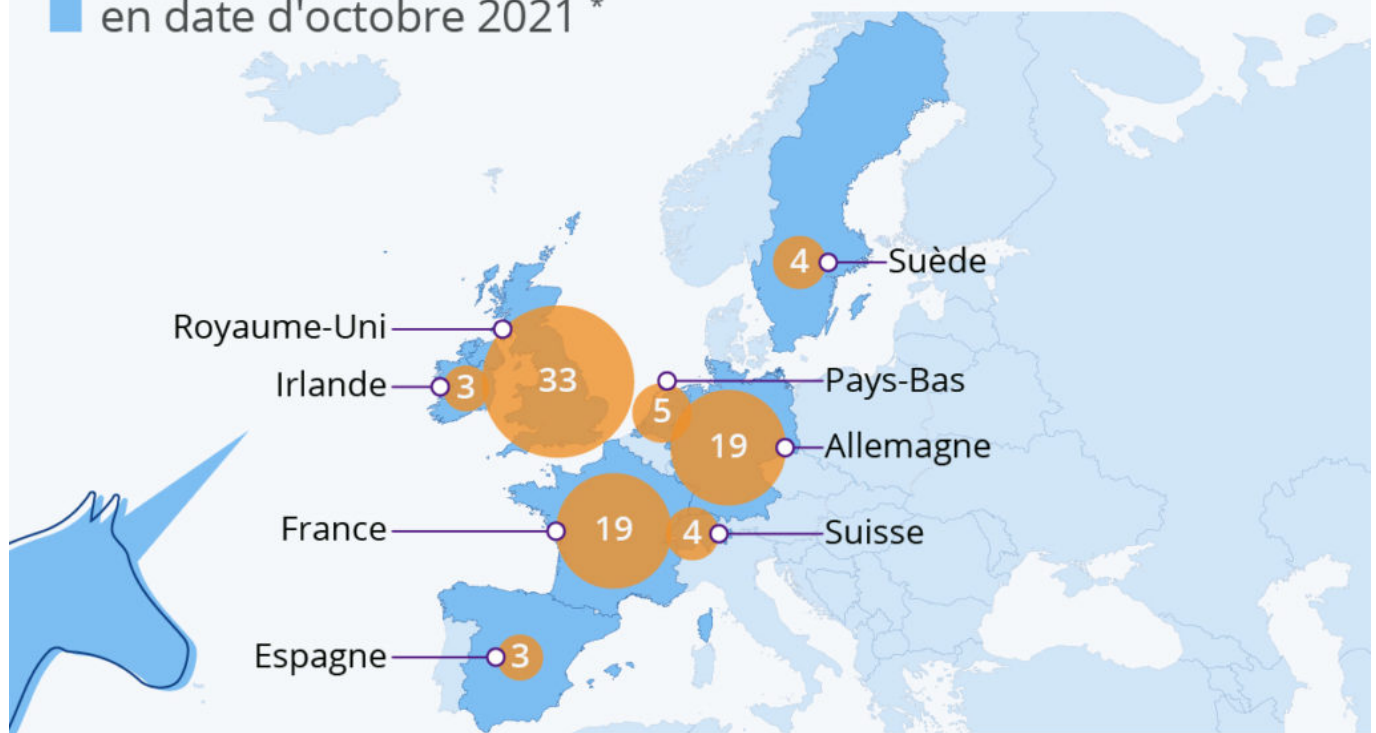 en date d'octobre 2021 *
4 Suède
Royaume-Uni
33
Irlande 3
Pays-Bas
5
19 Allemagne
France 19
4 Suisse
Espagne 3